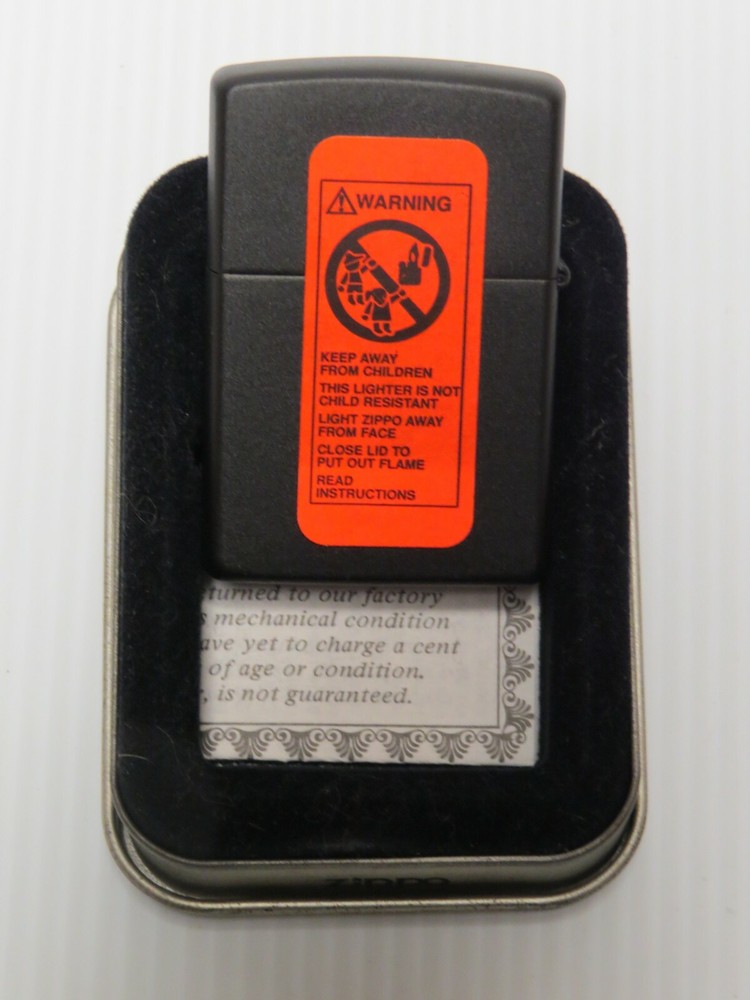 WARNING
KEEP AWAY
FROM CHILDREN
THIS LIGHTER IS NOT
CHILD RESISTANT
LIGHT ZIPPO AWAY
FROM FACE
CLOSE LID TO
PUT OUT FLAME
READ
INSTRUCTIONS
turned to our factory
s mechanical condition
ave yet to charge a cent
of age or condition.
, is not guaranteed.
zippo